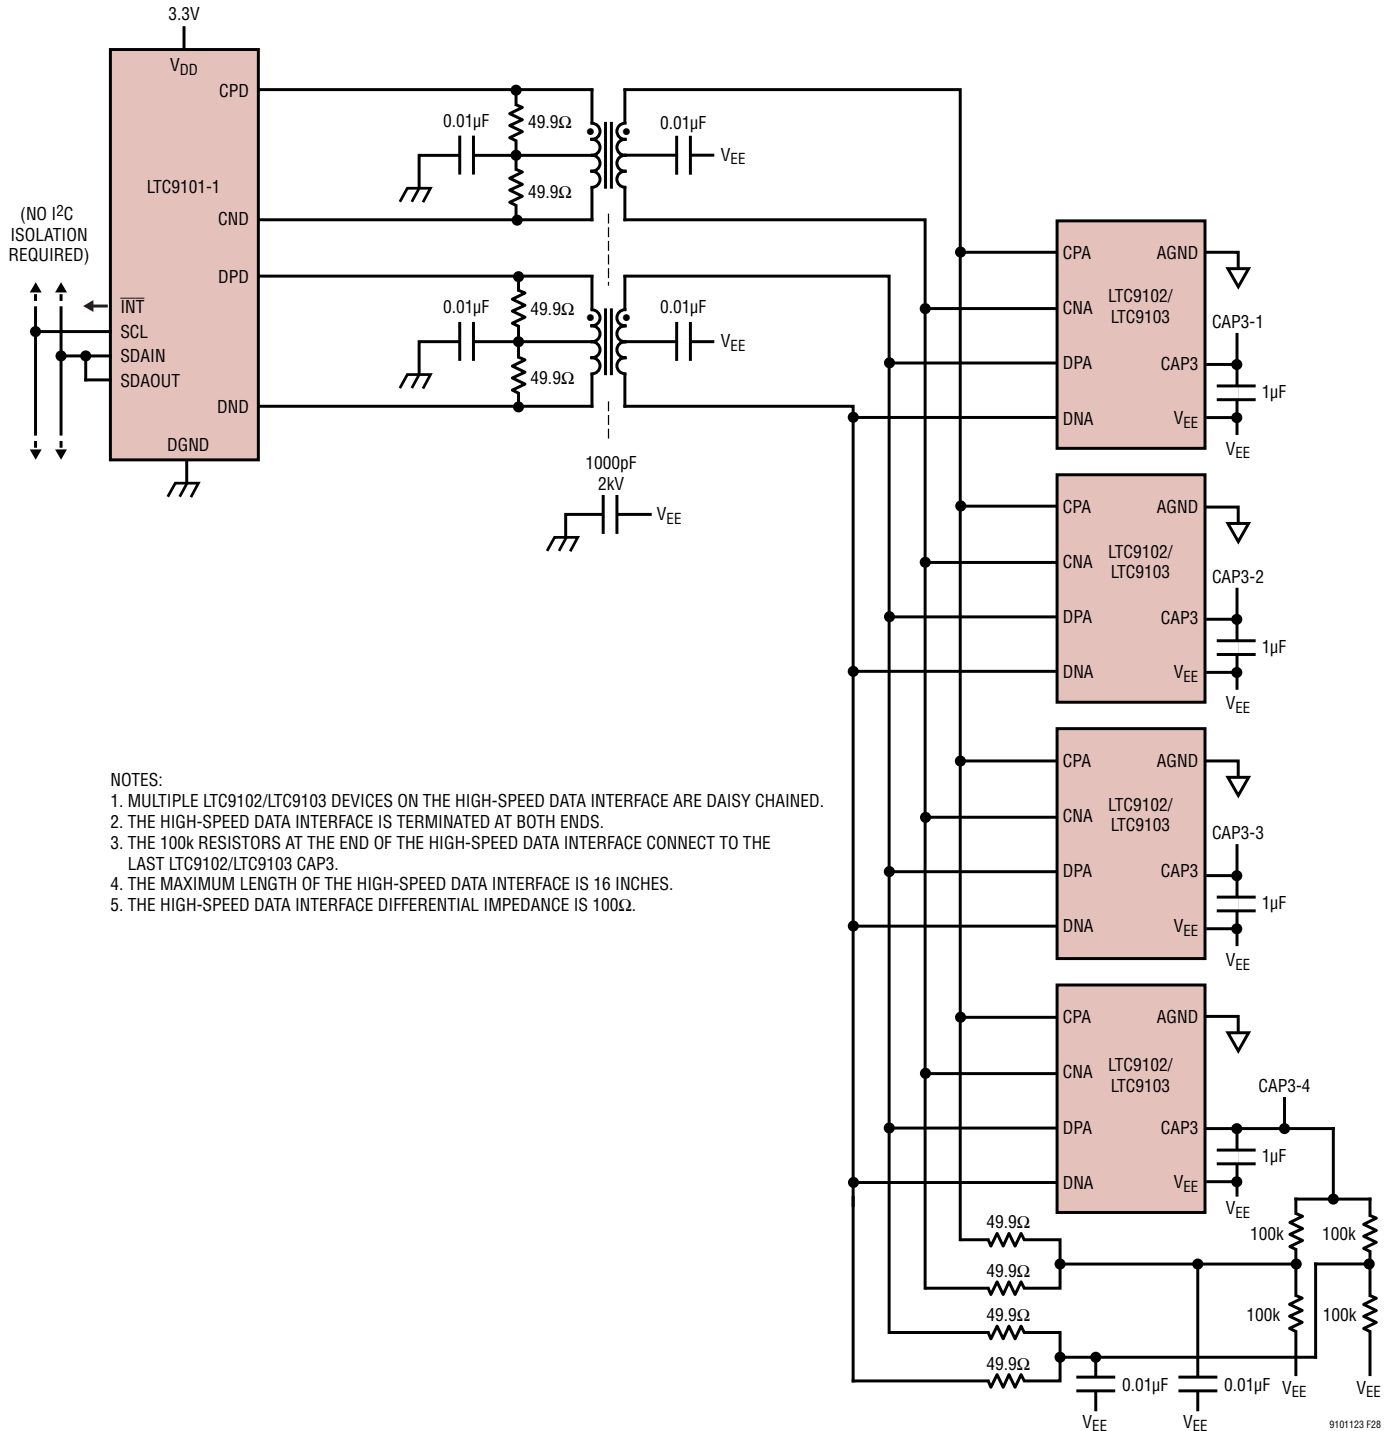 3.3V
VDD
CPD
LTC9101-1
CND
DPD
INT
SCL
SDAIN
SDAOUT
DND
DGND
(NO I2C
ISOLATION
REQUIRED)
0.01µF
49.9Ω
49.9Ω
0.01µF
VEE
0.01µF
49.9Ω
49.9Ω
0.01µF
VEE
1000pF
2kV
VEE
CPA
AGND
LTC9102/
LTC9103
CNA
CAP3-1
DPA
CAP3
1µF
DNA
VEE
VEE
CPA
AGND
LTC9102/
LTC9103
CNA
CAP3-2
DPA
CAP3
1µF
DNA
VEE
VEE
CPA
AGND
LTC9102/
LTC9103
CNA
CAP3-3
DPA
CAP3
1µF
DNA
VEE
VEE
CPA
AGND
LTC9102/
LTC9103
CNA
CAP3-4
DPA
CAP3
1µF
DNA
VEE
VEE
NOTES:
1. MULTIPLE LTC9102/LTC9103 DEVICES ON THE HIGH-SPEED DATA INTERFACE ARE DAISY CHAINED.
2. THE HIGH-SPEED DATA INTERFACE IS TERMINATED AT BOTH ENDS.
3. THE 100k RESISTORS AT THE END OF THE HIGH-SPEED DATA INTERFACE CONNECT TO THE
LAST LTC9102/LTC9103 CAP3.
4. THE MAXIMUM LENGTH OF THE HIGH-SPEED DATA INTERFACE IS 16 INCHES.
5. THE HIGH-SPEED DATA INTERFACE DIFFERENTIAL IMPEDANCE IS 100Ω.
49.9Ω
49.9Ω
49.9Ω
49.9Ω
100k
100k
100k
100k
0.01µF
0.01µF
VEE
VEE
VEE
VEE
9101123 F28